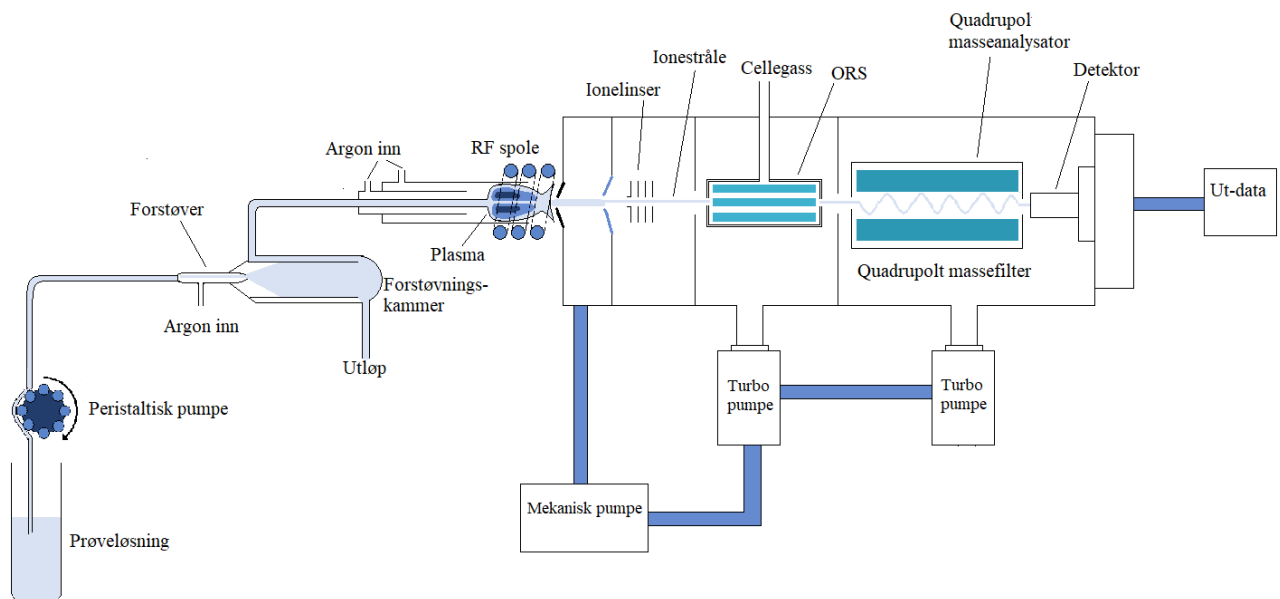 Quadrupol
masseanalysator
Ionestråle
Cellegass
ORS
Detektor
Ionelinser
Argon inn
RF spole
Forstøver
Ut-data
Plasma
Quadrupolt massefilter
Forstøvnings-
kammer
Argon inn
Utløp
Peristaltisk pumpe
Turbo
pumpe
Turbo
pumpe
Mekanisk pumpe
Prøveløsning